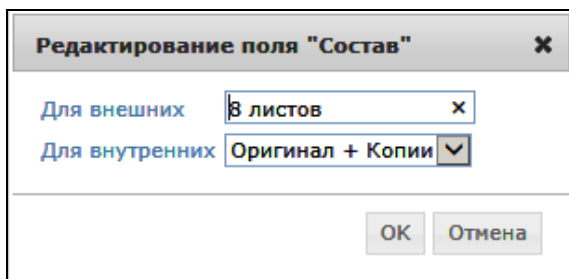 Редактирование поля "Состав"
Для внешних 8 листов
Для внутренних Оригинал + Копии
OK Отмена